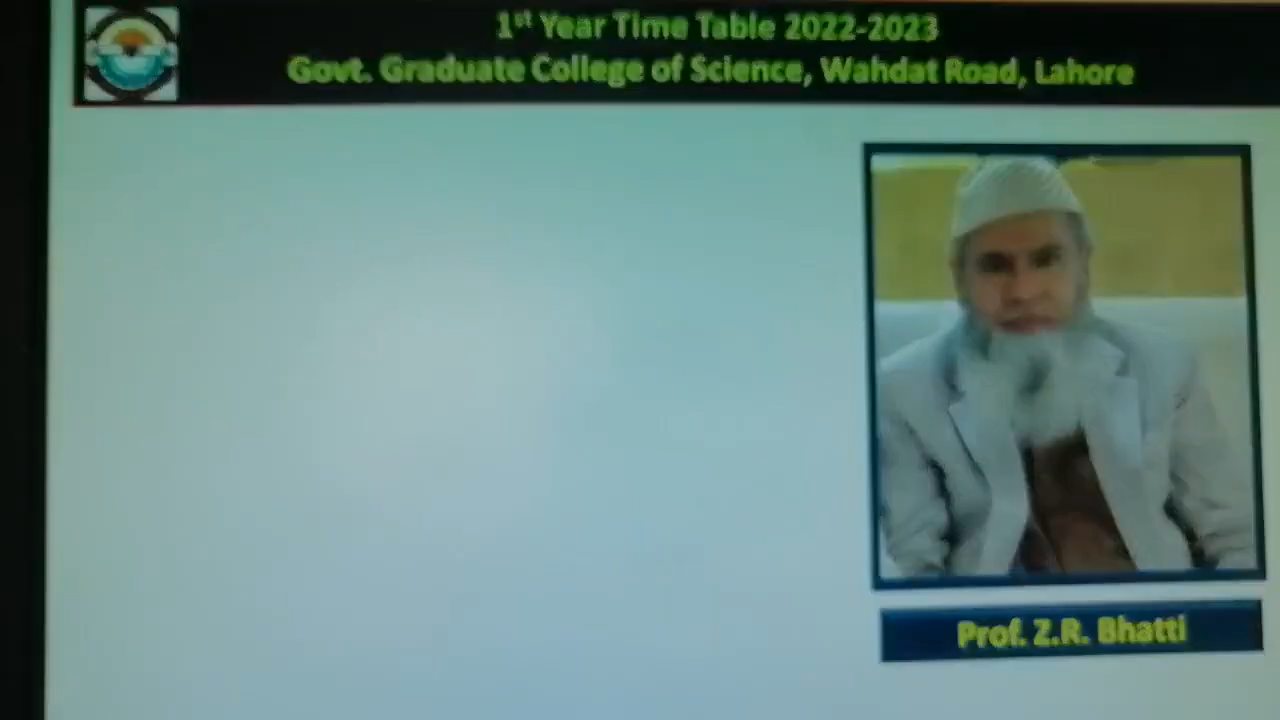 1st Year Time Table 2022-2023
Govt. Graduate College of Science, Wahdat Road, Lahore
Prof. Z.R. Bhatti